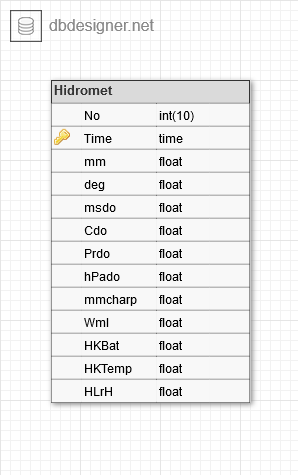 dbdesigner.net
Hidromet
No int(10)
Time time
mm float
deg float
msdo float
Cdo float
Prdo float
hPado float
mmcharp float
Wml float
HKBat float
HKTemp float
HLrH float